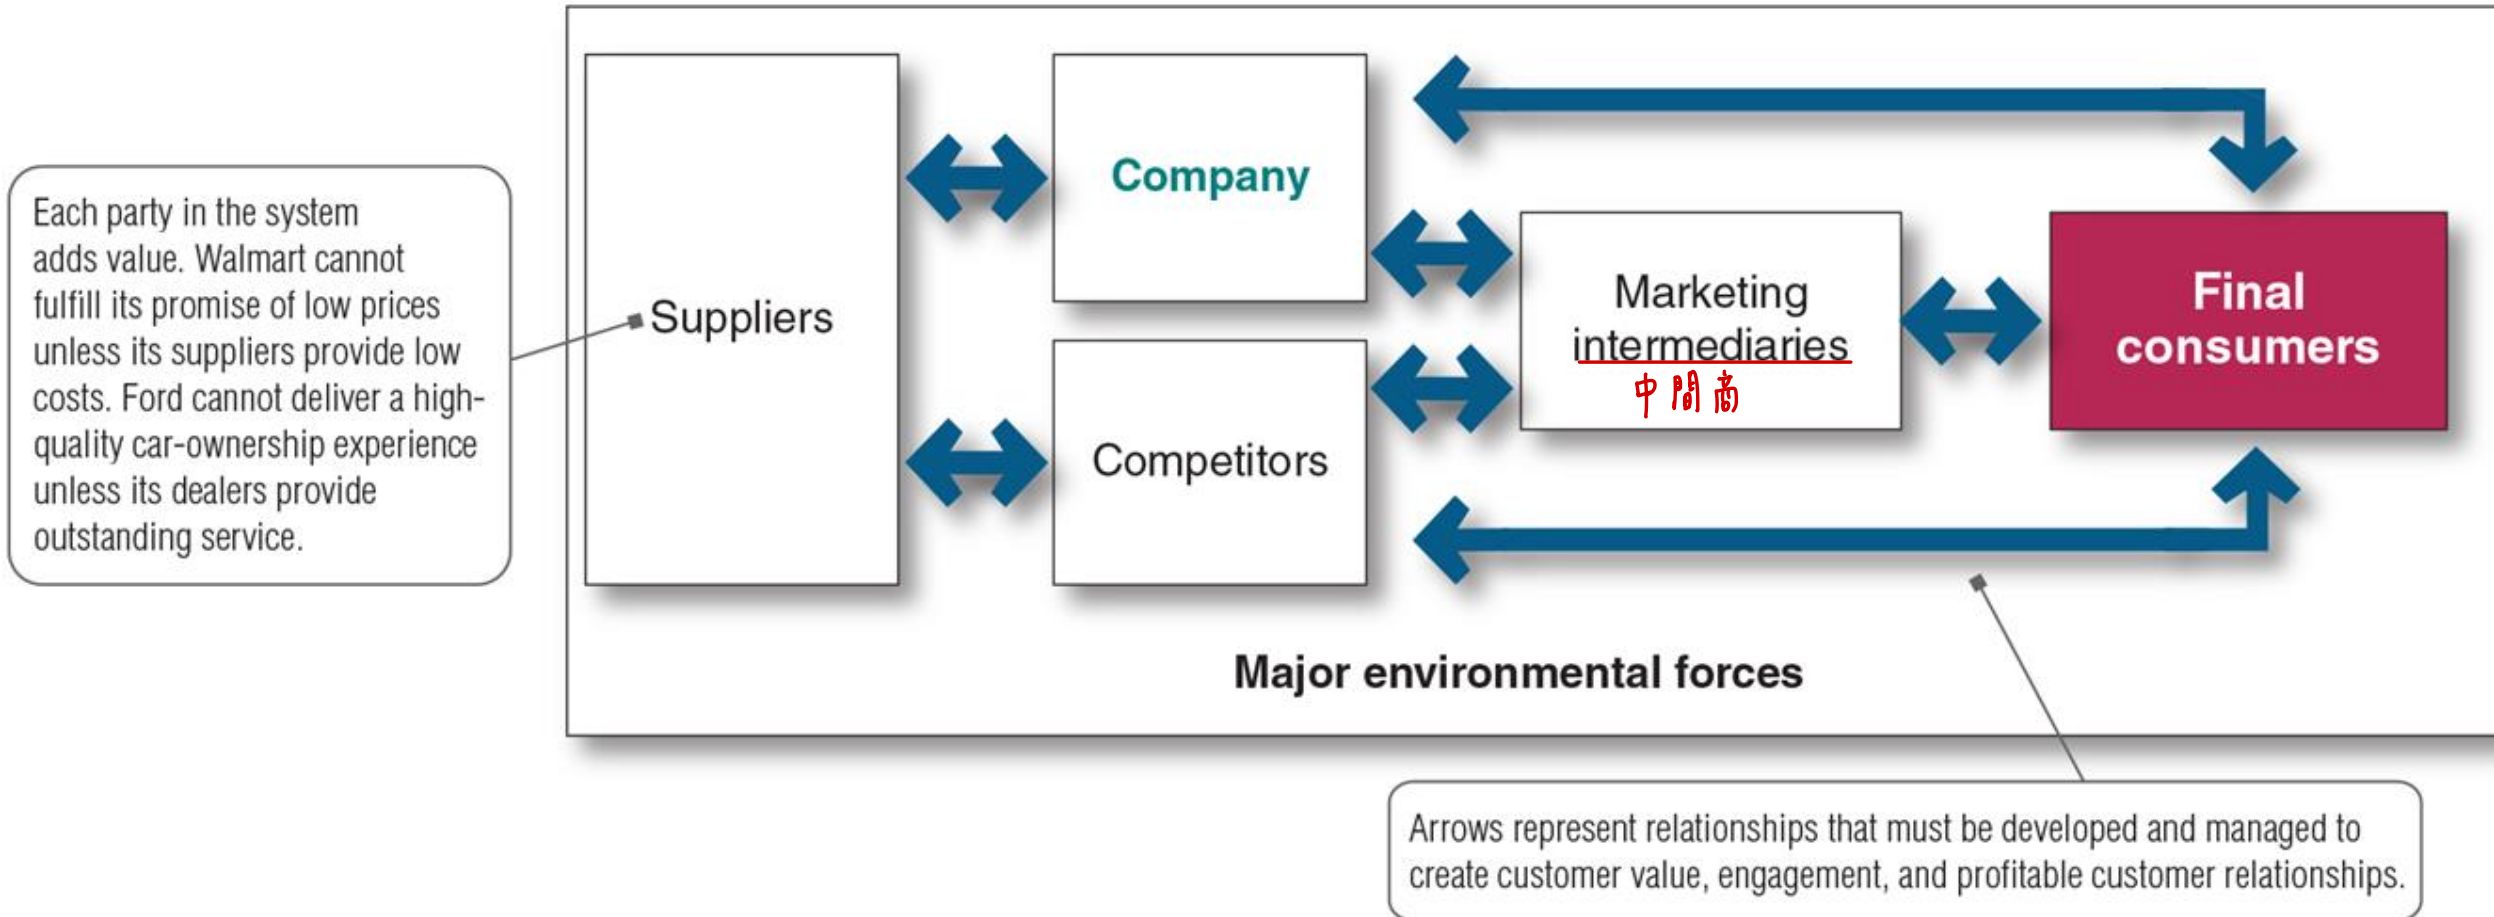 Each party in the system
adds value. Walmart cannot
fulfill its promise of low prices
unless its suppliers provide low
costs. Ford cannot deliver a high-
quality car-ownership experience
unless its dealers provide
outstanding service.
Suppliers
Company
Competitors
Marketing
intermediaries
中間商
Final
consumers
Major environmental forces
Arrows represent relationships that must be developed and managed to
create customer value, engagement, and profitable customer relationships.